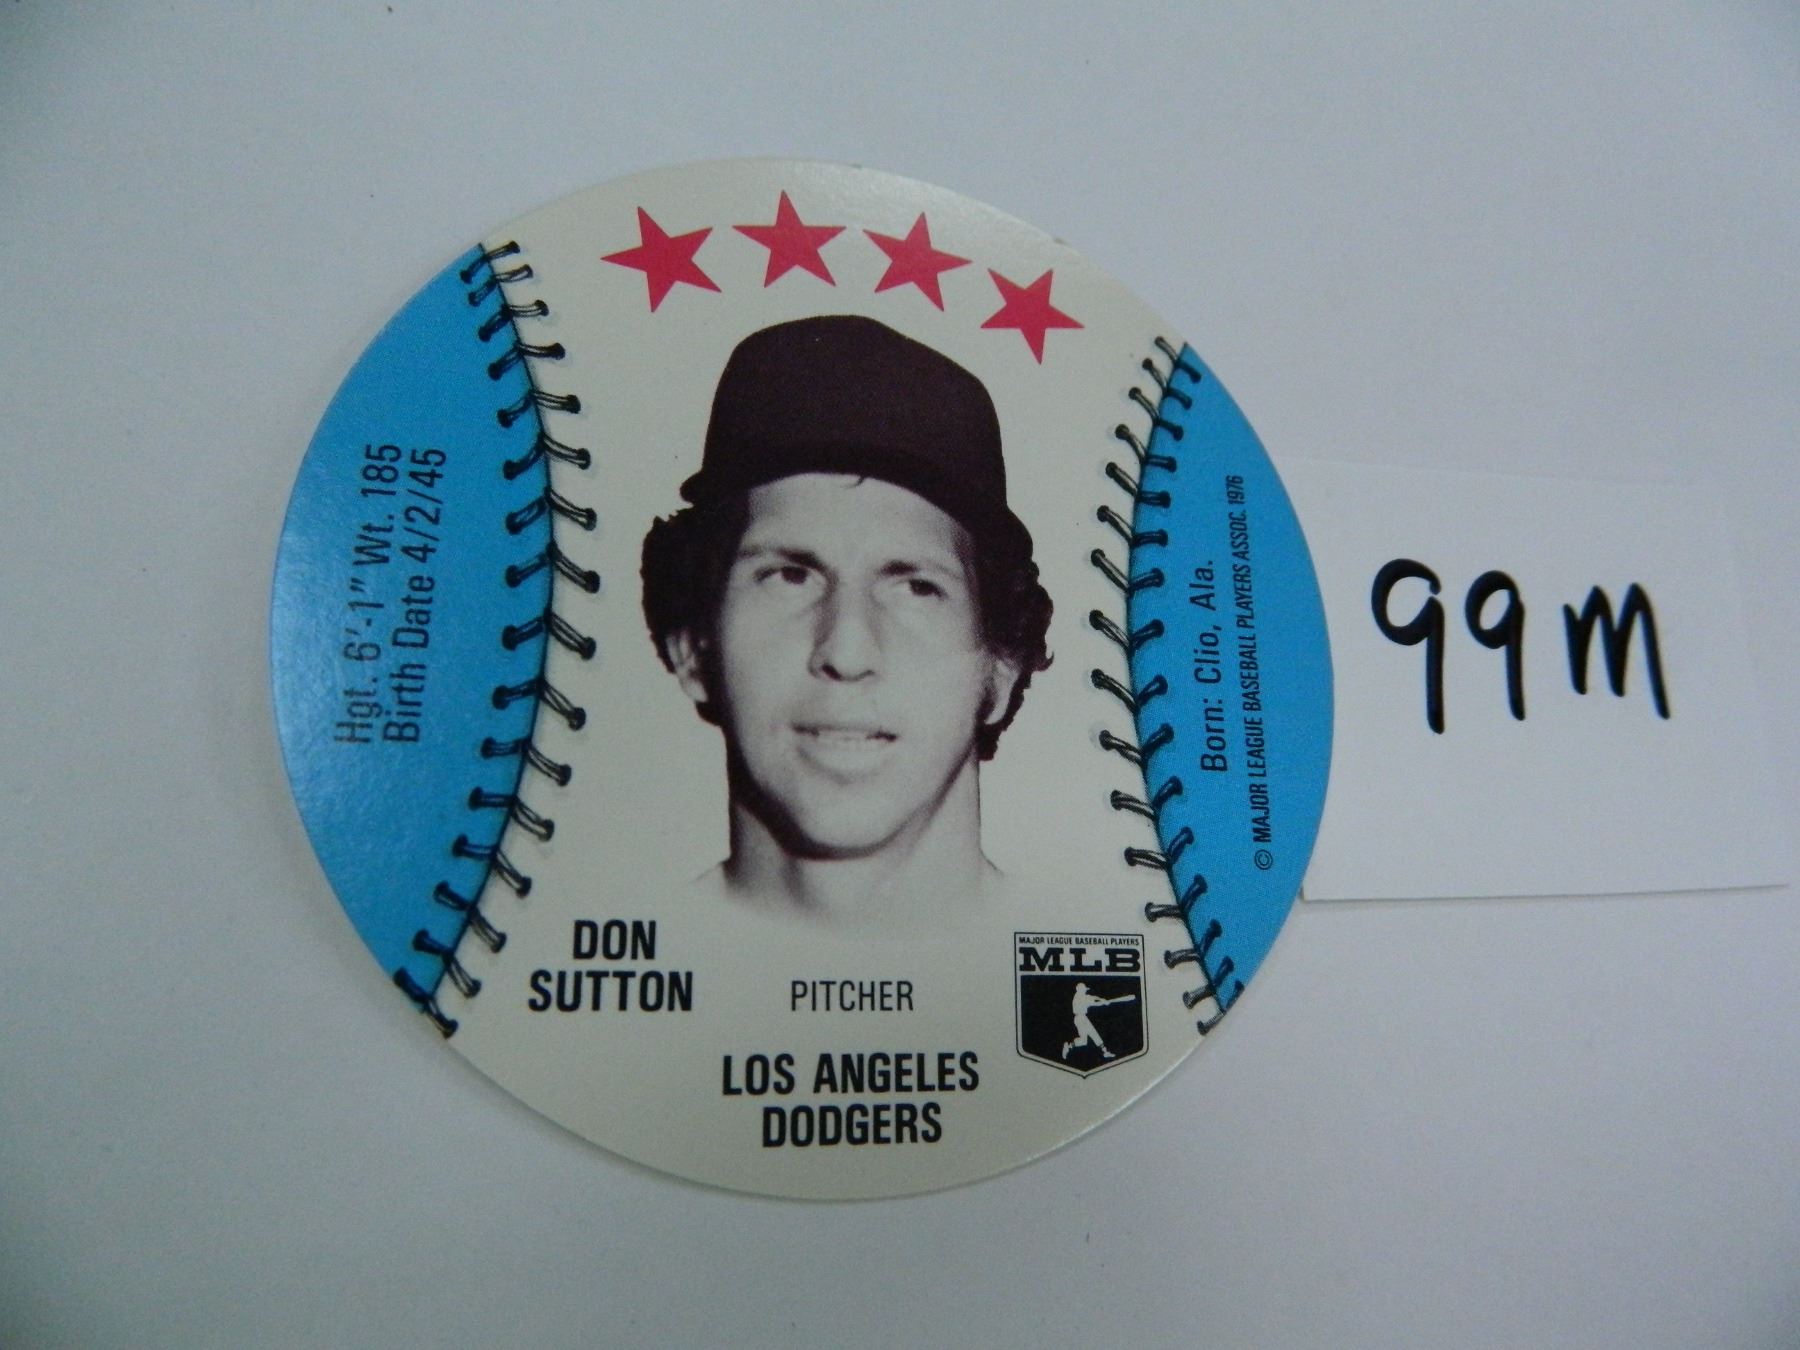 Hgt. 6'-1" Wt. 185
Birth Date 4/2/45
DON
SUTTON
PITCHER
LOS ANGELES
DODGERS
MAJOR LEAGUE BASEBALL PLAYERS
MLB
Born: Clio, Ala.
© MAJOR LEAGUE BASEBALL PLAYERS ASSOC. 1976
99M